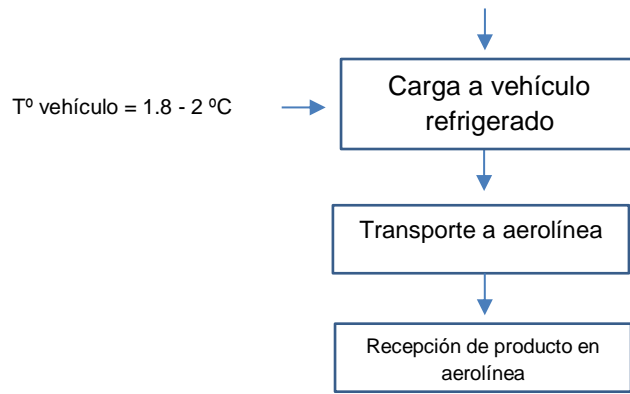 Carga a vehículo
refrigerado
Tº vehículo = 1.8 - 2 ºC
Transporte a aerolínea
Recepción de producto en
aerolínea